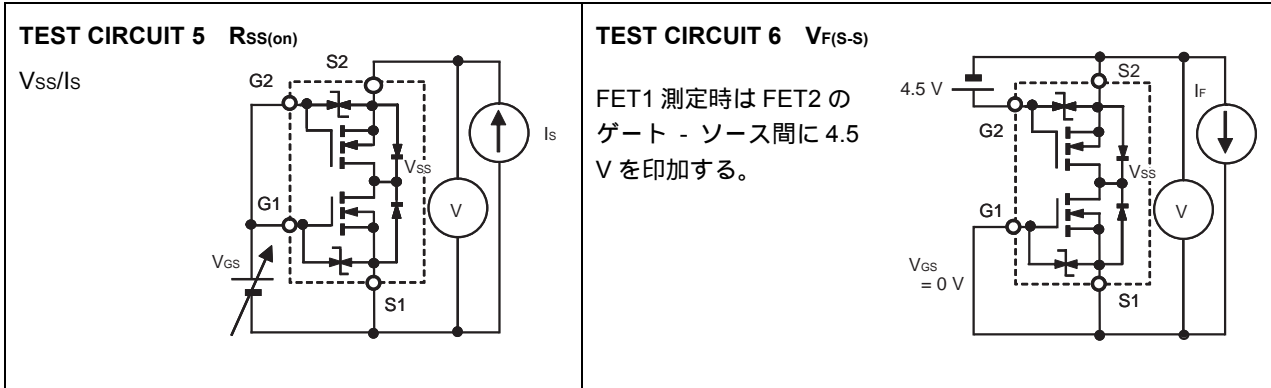 TEST CIRCUIT 5 RSS(on)
VSS/IS
S2
G2
IS
VSS
G1
V
VGS
S1
TEST CIRCUIT 6 VF(S-S)
FET1 測定時は FET2 の
ゲート - ソース間に 4.5
V を印加する。
S2
4.5 V
IF
G2
VSS
G1
V
VGS
= 0 V
S1